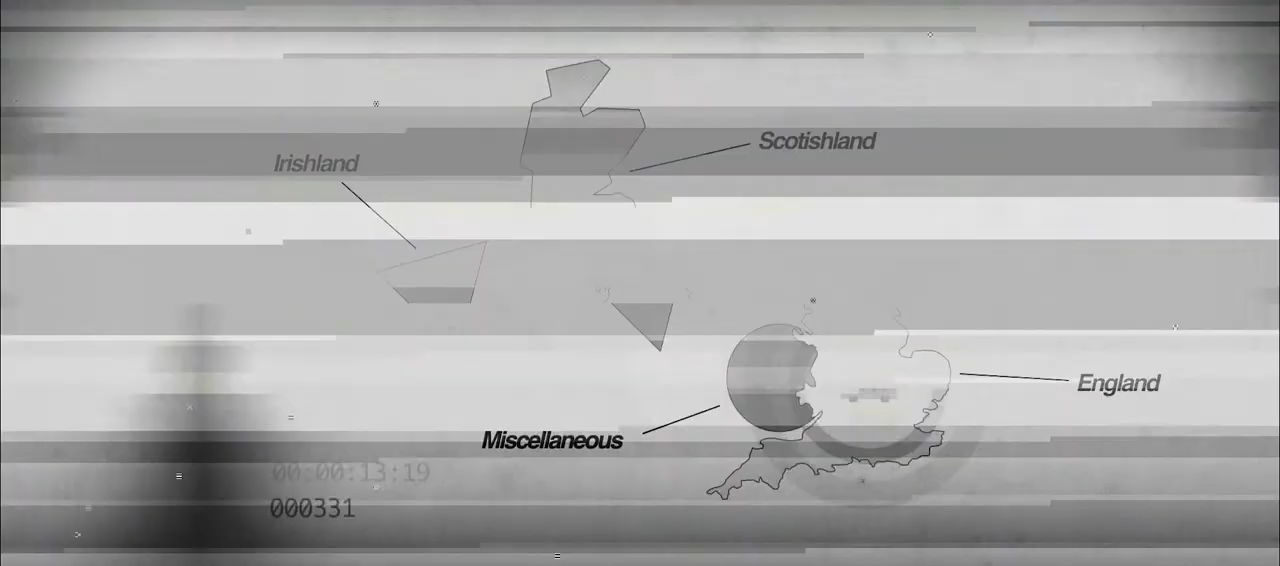 Scotishland
Irishland
England
Miscellaneous
00:00:13:19
000331